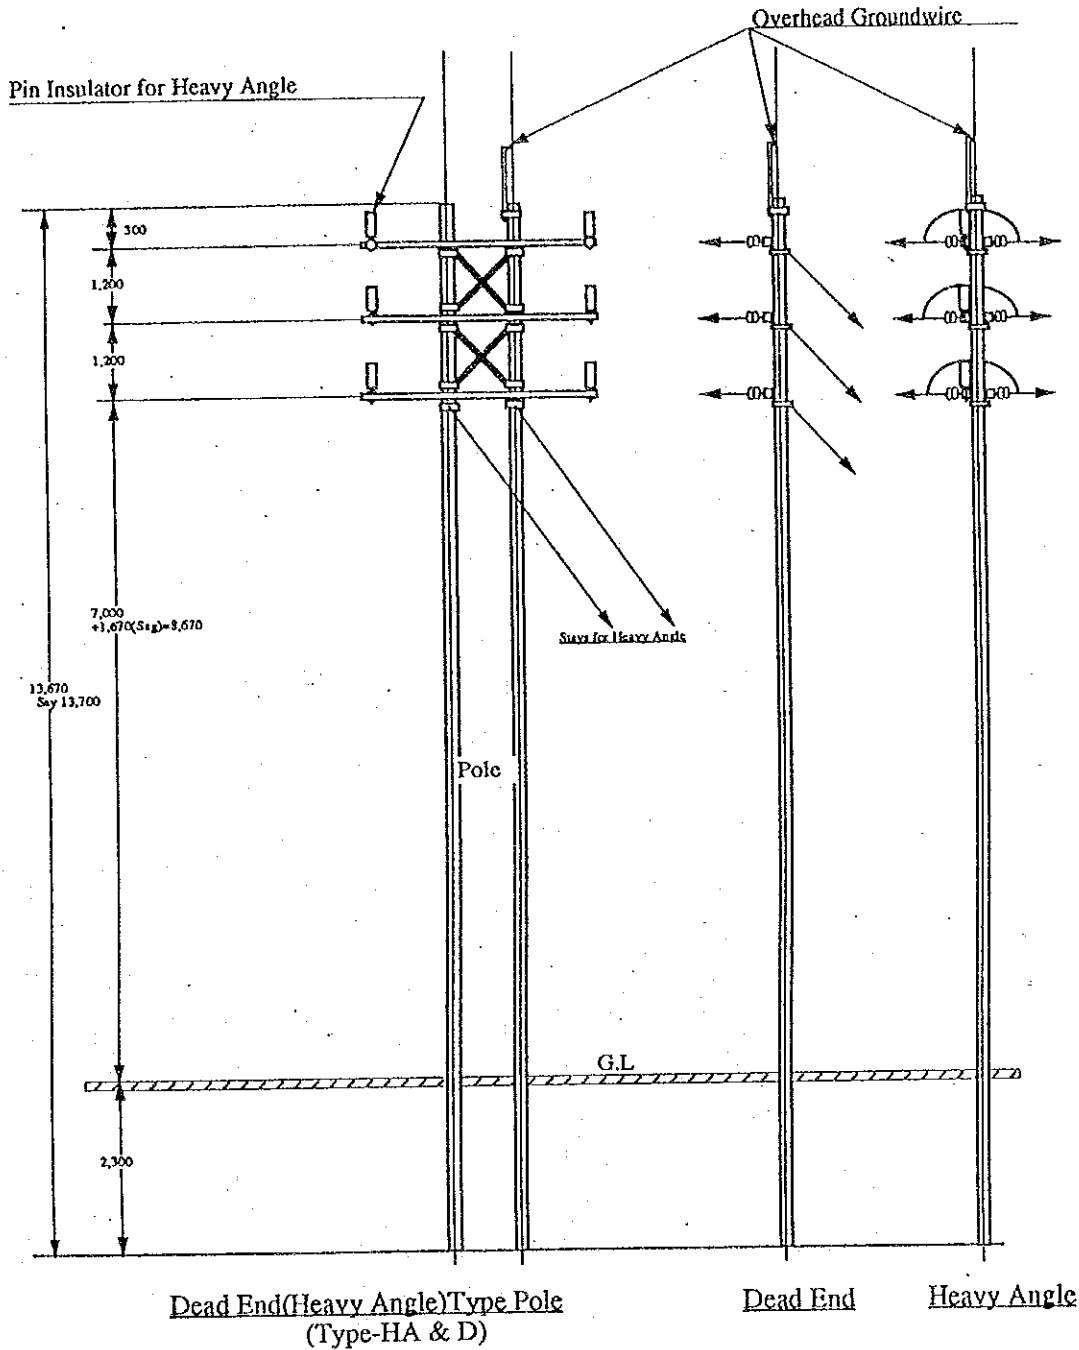 Overhead Groundwire
Pin Insulator for Heavy Angle
300
1,200
1,200
7,000
+1,670(Sag)=8,670
Stays for Heavy Angle
13,670
Say 13,700
Pole
G.L
2,300
Dead End(Heavy Angle)Type Pole
(Type-HA & D)
Dead End
Heavy Angle